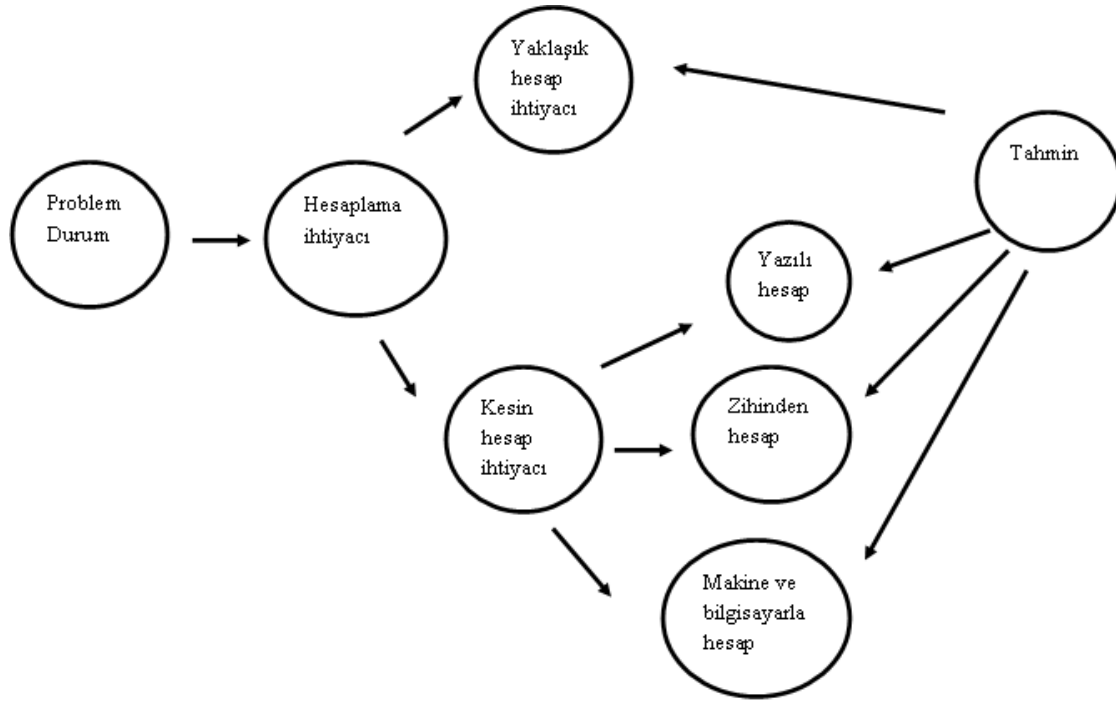 Yaklaşık
hesap
ihtiyacı
Tahmin
Problem
Durum
Hesaplama
ihtiyacı
Yazılı
hesap
Kesin
hesap
ihtiyacı
Zihinden
hesap
Makine ve
bilgisayarla
hesap